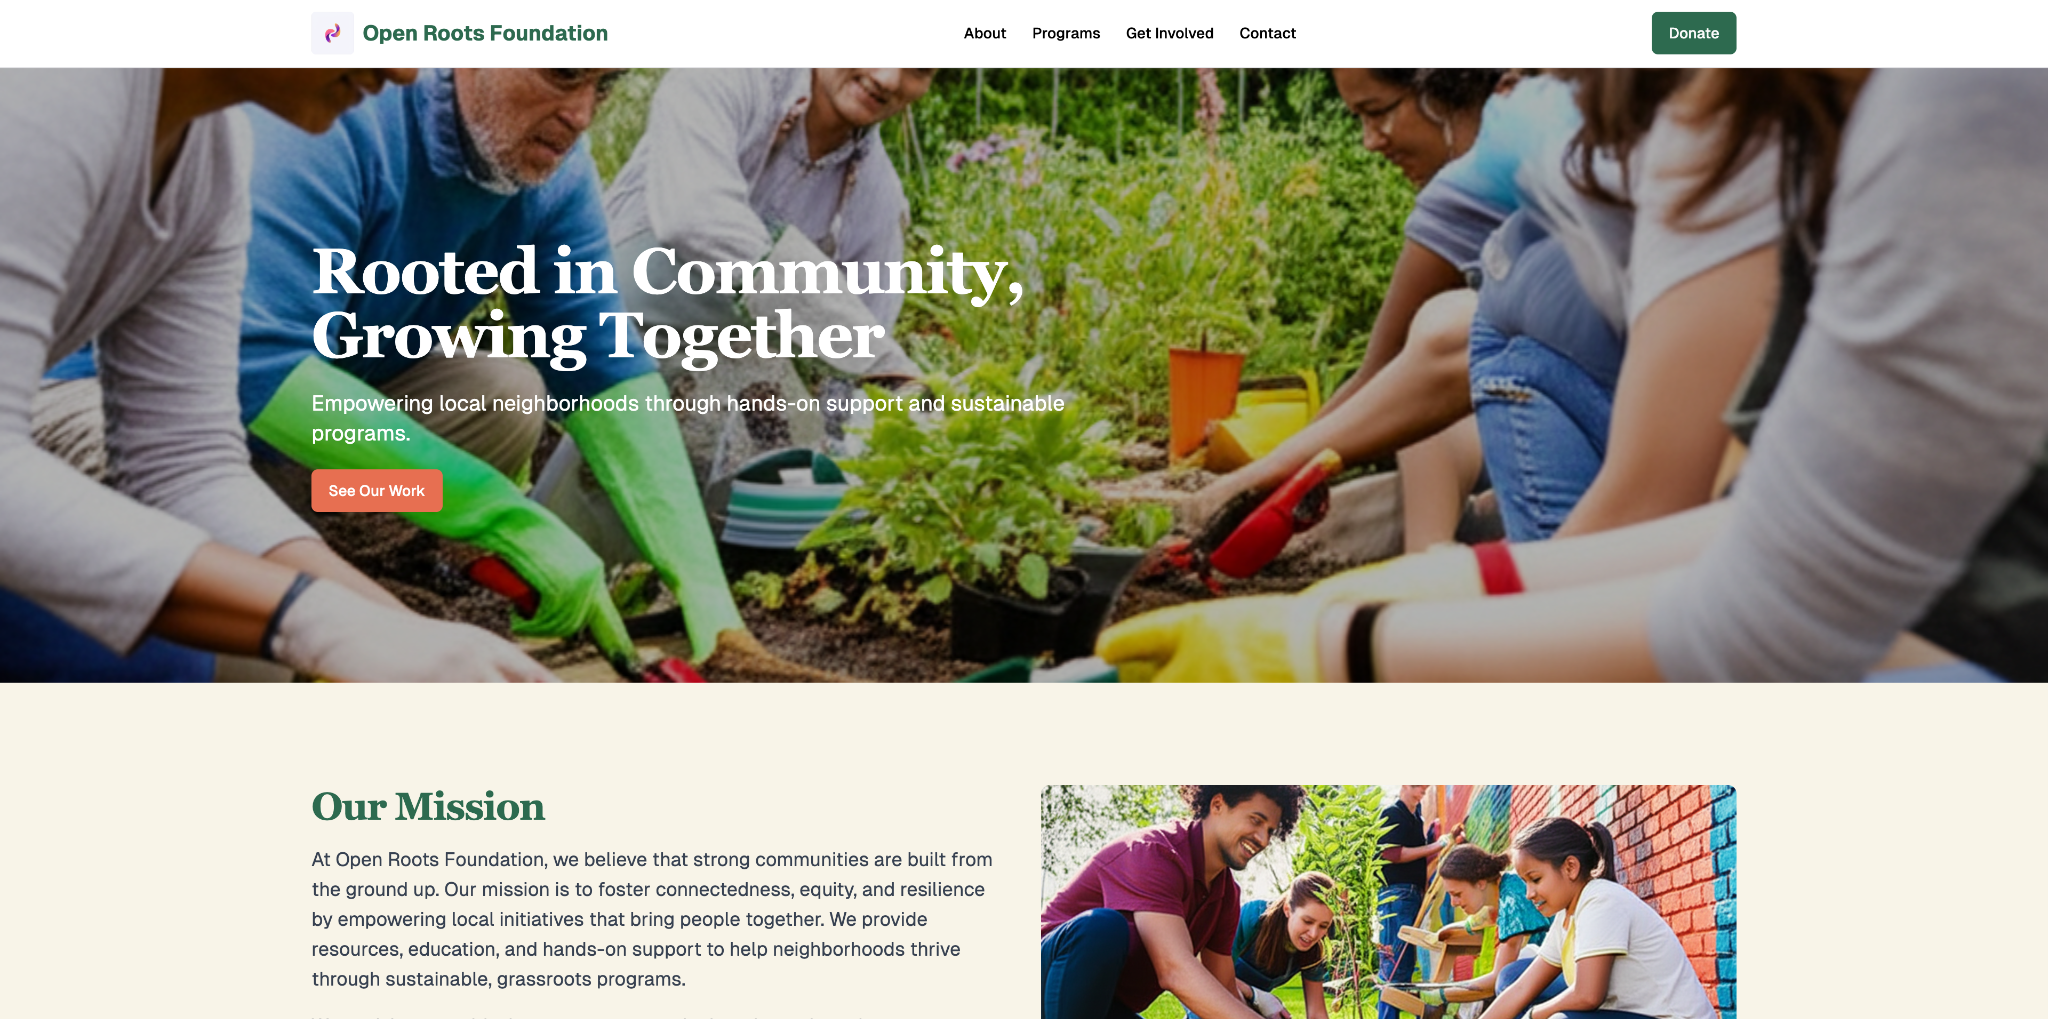 Open Roots Foundation
About
Programs
Get Involved
Contact
Donate
Rooted in Community,
Growing Together
Empowering local neighborhoods through hands-on support and sustainable
programs.
See Our Work
Our Mission
At Open Roots Foundation, we believe that strong communities are built from
the ground up. Our mission is to foster connectedness, equity, and resilience
by empowering local initiatives that bring people together. We provide
resources, education, and hands-on support to help neighborhoods thrive
through sustainable, grassroots programs.